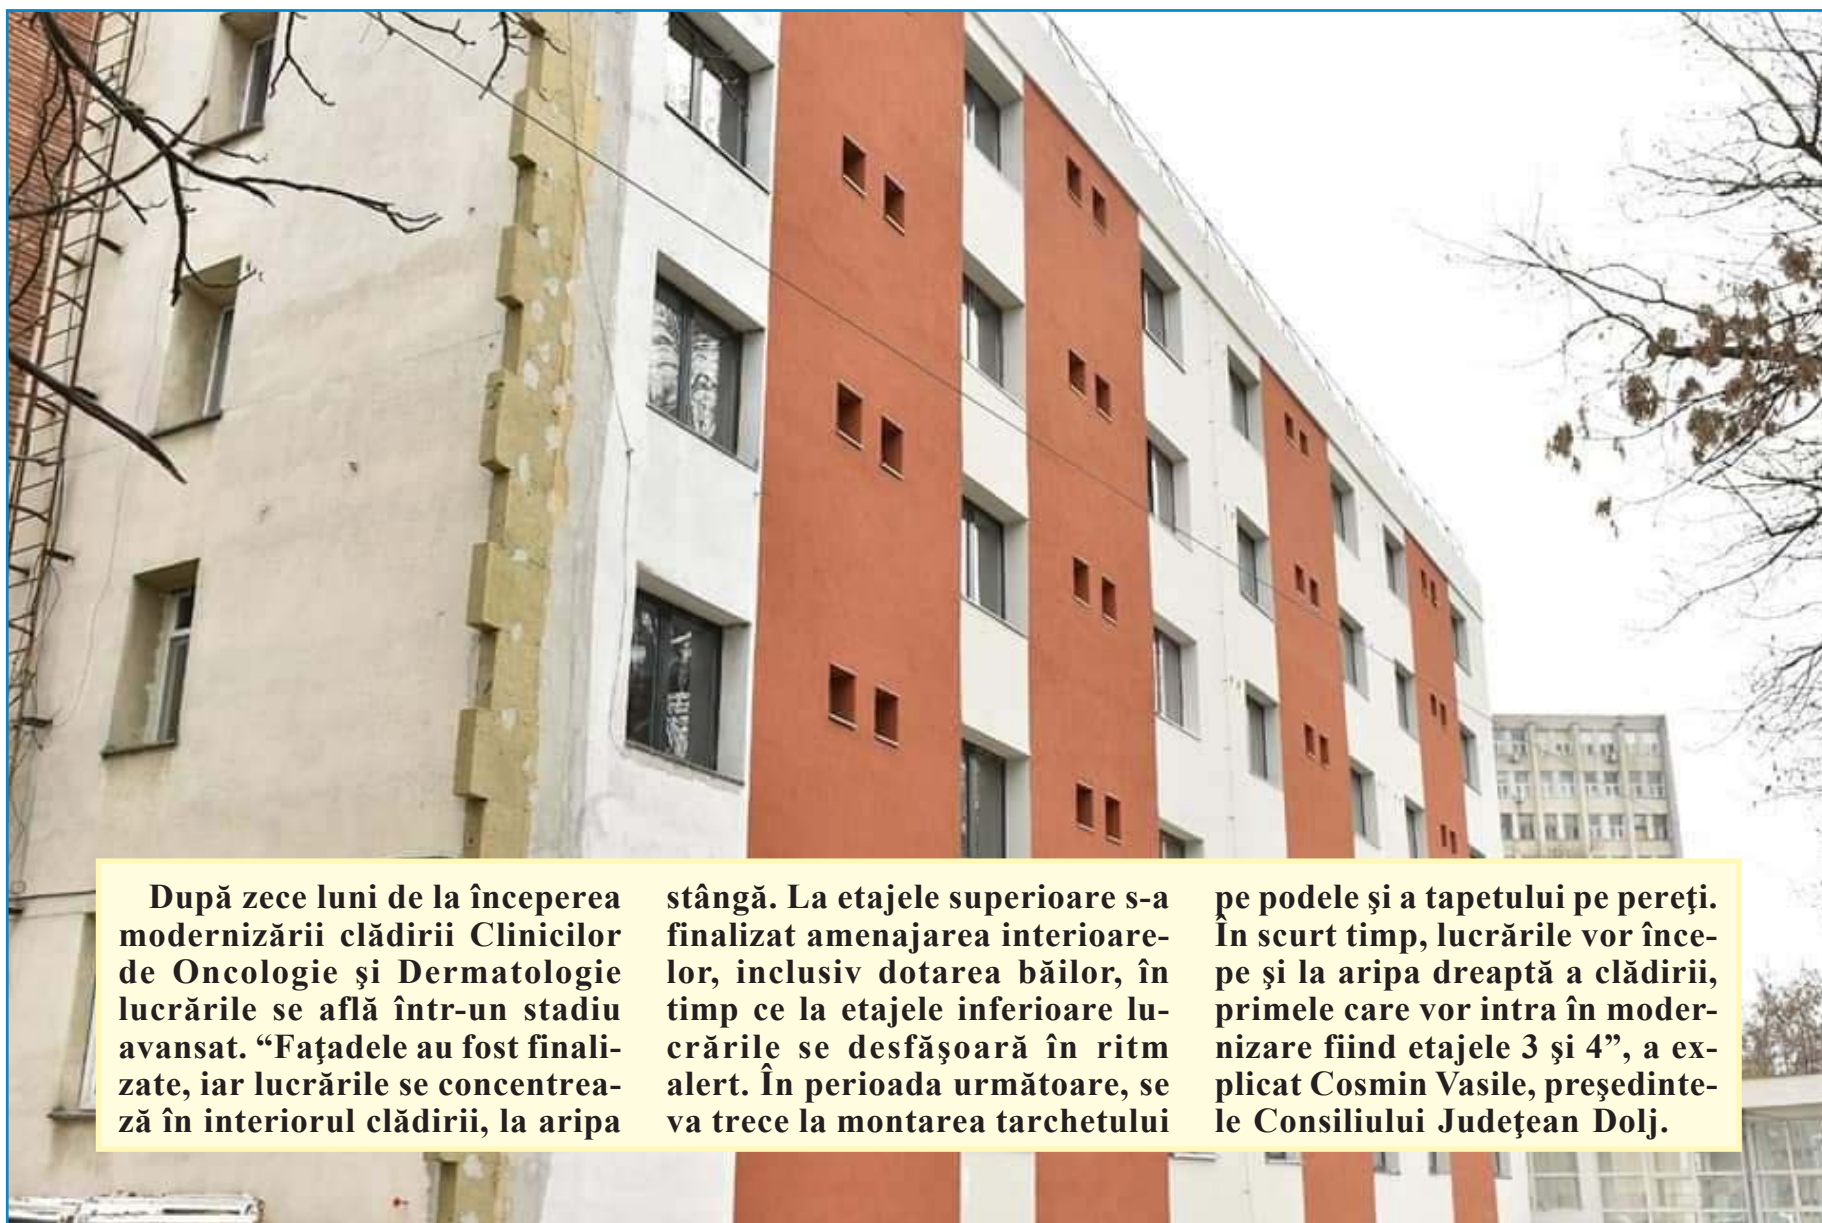 După zece luni de la începerea
modernizării clădirii Clinicilor
de Oncologie şi Dermatologie
lucrările se află într-un stadiu
avansat. “Faţadele au fost finali-
zate, iar lucrările se concentrea-
ză în interiorul clădirii, la aripa
stângă. La etajele superioare s-a
finalizat amenajarea interioare-
lor, inclusiv dotarea băilor, în
timp ce la etajele inferioare lu-
crările se desfăşoară în ritm
alert. În perioada următoare, se
va trece la montarea tarchetului
pe podele şi a tapetului pe pereţi.
În scurt timp, lucrările vor înce-
pe şi la aripa dreaptă a clădirii,
primele care vor intra în moder-
nizare fiind etajele 3 şi 4”, a ex-
plicat Cosmin Vasile, preşedinte-
le Consiliului Judeţean Dolj.